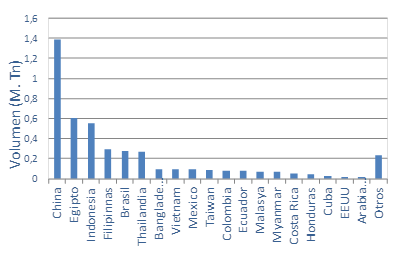 Volumen (M. Tn)
1,6
1,4
1,2
1
0,8
0,6
0,4
0,2
0
China
Egipto
Indonesia
Filipinnas
Brasil
Thailandia
Banglade…
Vietnam
Mexico
Taiwan
Colombia
Ecuador
Malasya
Myanmar
Costa Rica
Honduras
Cuba
EEUU
Arabia…
Otros